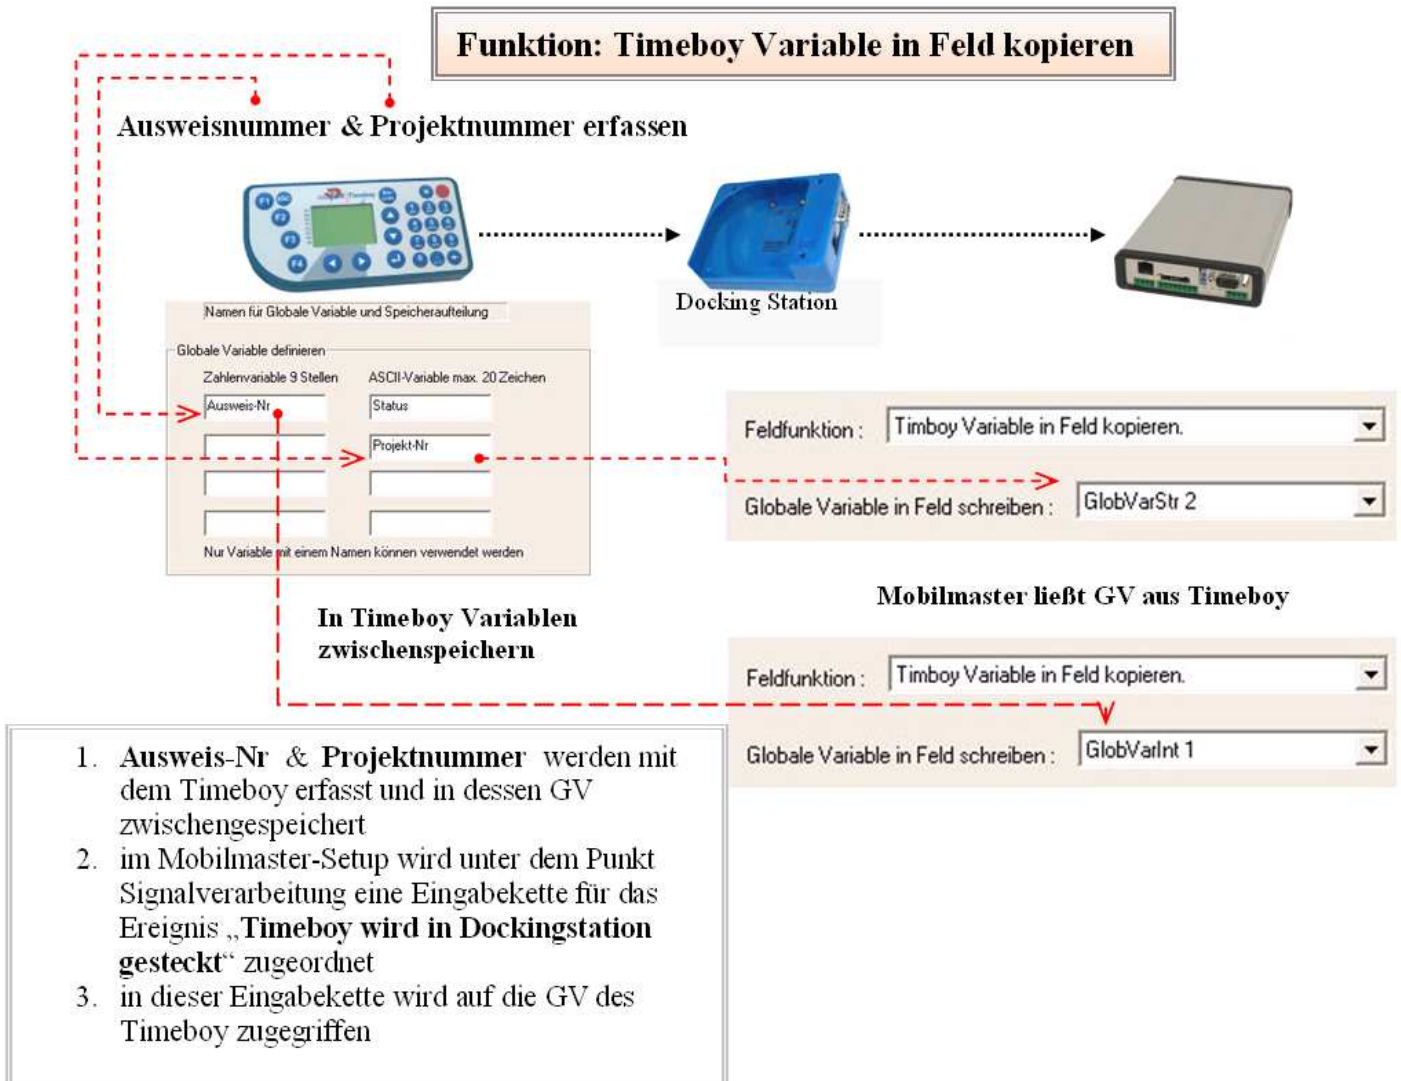 Funktion: Timeboy Variable in Feld kopieren
Ausweisnummer & Projektnummer erfassen
Docking Station
Namen für Globale Variable und Speicheraufteilung
Globale Variable definieren
Zahlenvariable 9 Stellen
ASCII-Variable max. 20 Zeichen
Ausweis-Nr
Status
Projekt-Nr
Nur Variable mit einem Namen können verwendet werden
Feldfunktion :
Timboy Variable in Feld kopieren.
Globale Variable in Feld schreiben :
GlobVarStr 2
In Timeboy Variablen
zwischenspeichern
Mobilmaster ließt GV aus Timeboy
Feldfunktion :
Timboy Variable in Feld kopieren.
Globale Variable in Feld schreiben :
GlobVarInt 1
1. Ausweis-Nr & Projektnummer werden mit
dem Timeboy erfasst und in dessen GV
zwischengespeichert
2. im Mobilmaster-Setup wird unter dem Punkt
Signalverarbeitung eine Eingabekette für das
Ereignis „Timeboy wird in Dockingstation
gesteckt“ zugeordnet
3. in dieser Eingabekette wird auf die GV des
Timeboy zugegriffen